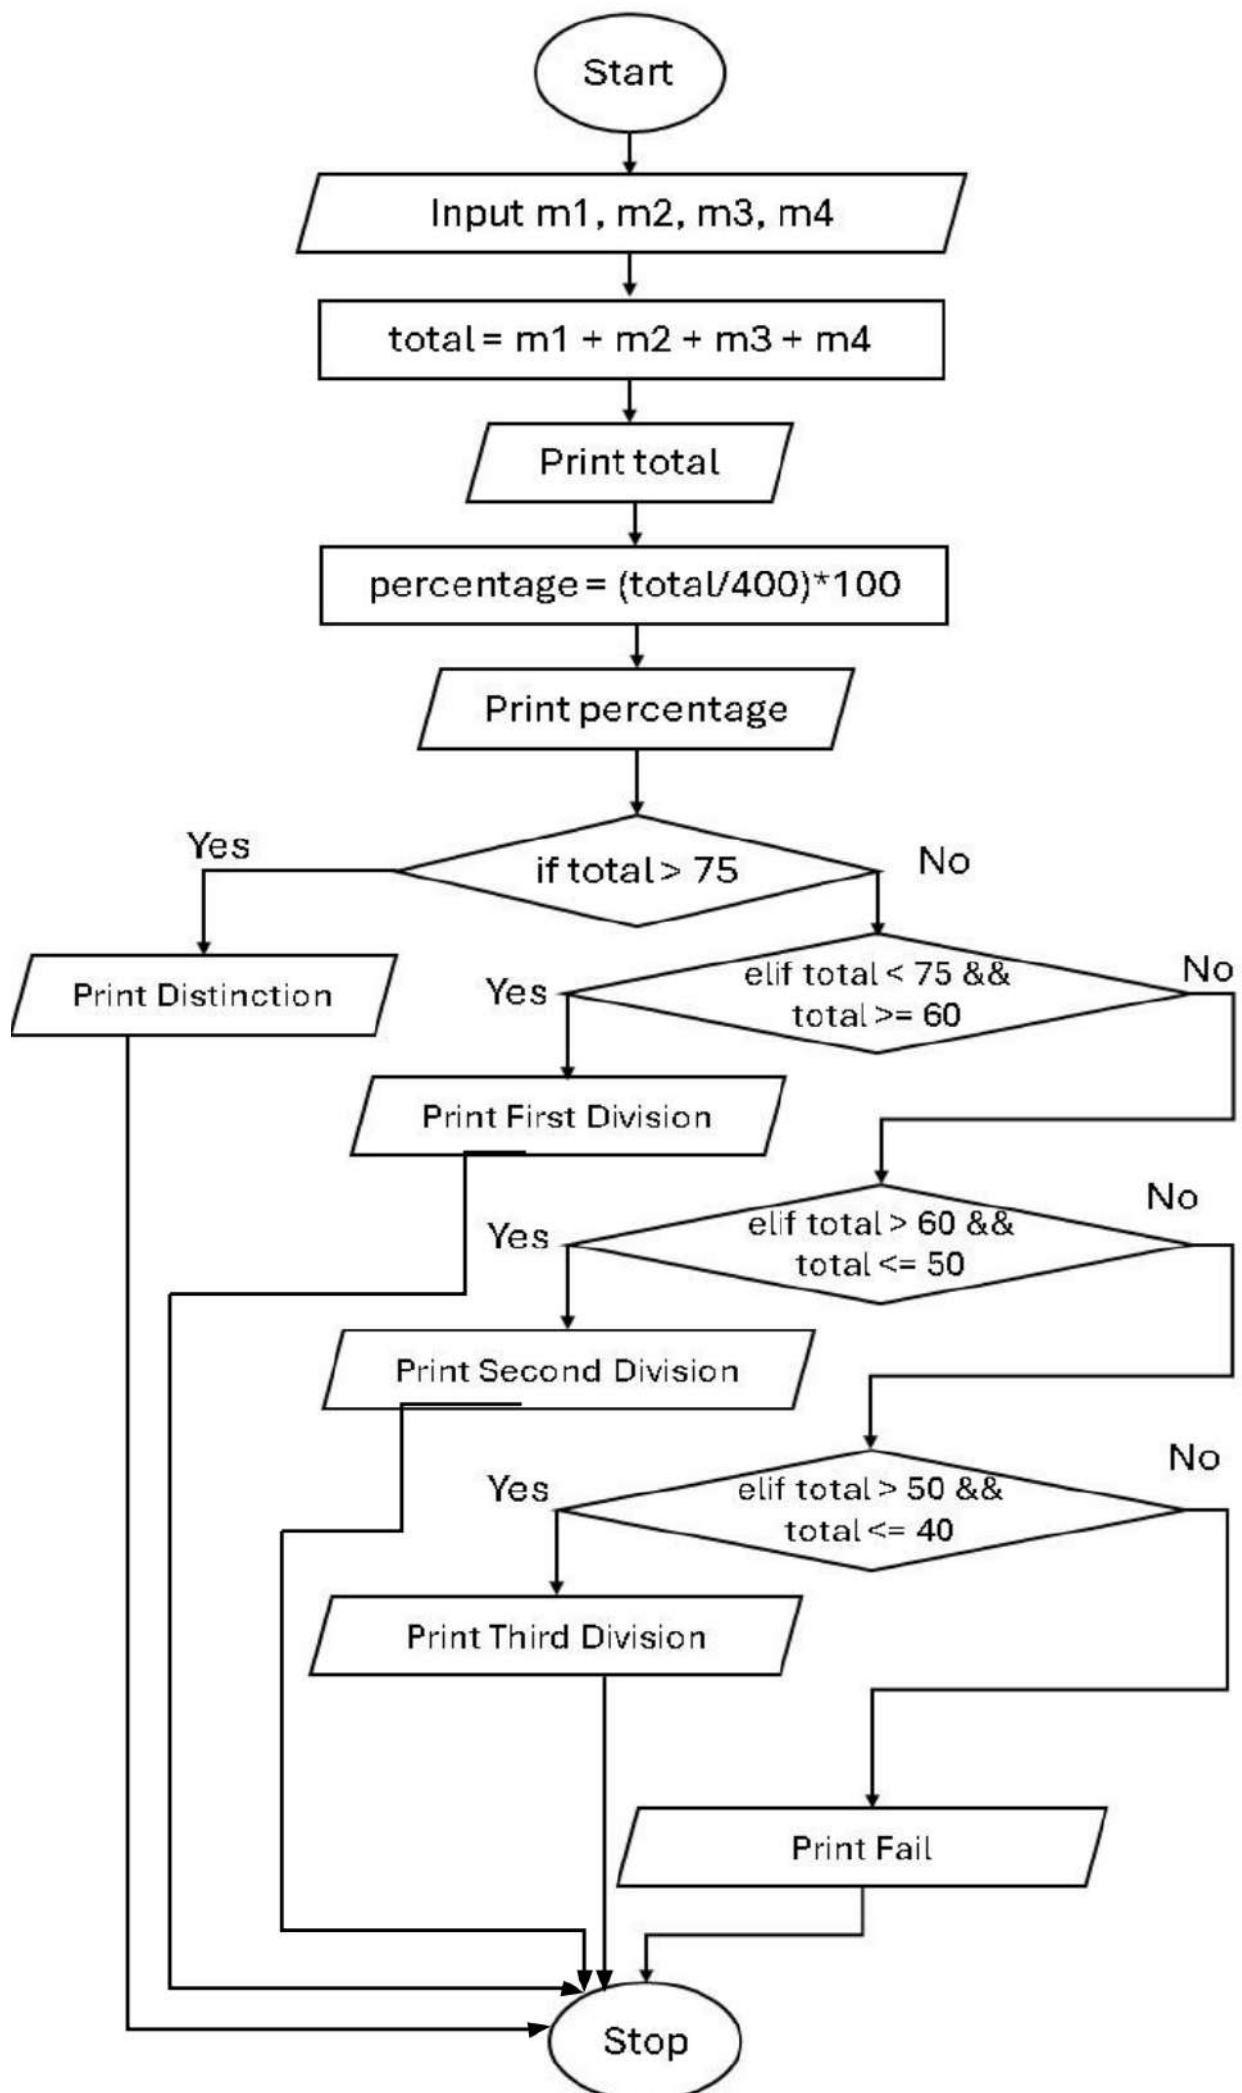 Start
Input m1, m2, m3, m4
total = m1 + m2 + m3 + m4
Print total
percentage = (total/400)*100
Print percentage
Yes
if total > 75
No
Print Distinction
Yes
elif total < 75 &&
total >= 60
No
Print First Division
Yes
elif total > 60 &&
total <= 50
No
Print Second Division
Yes
elif total > 50 &&
total <= 40
No
Print Third Division
Print Fail
Stop